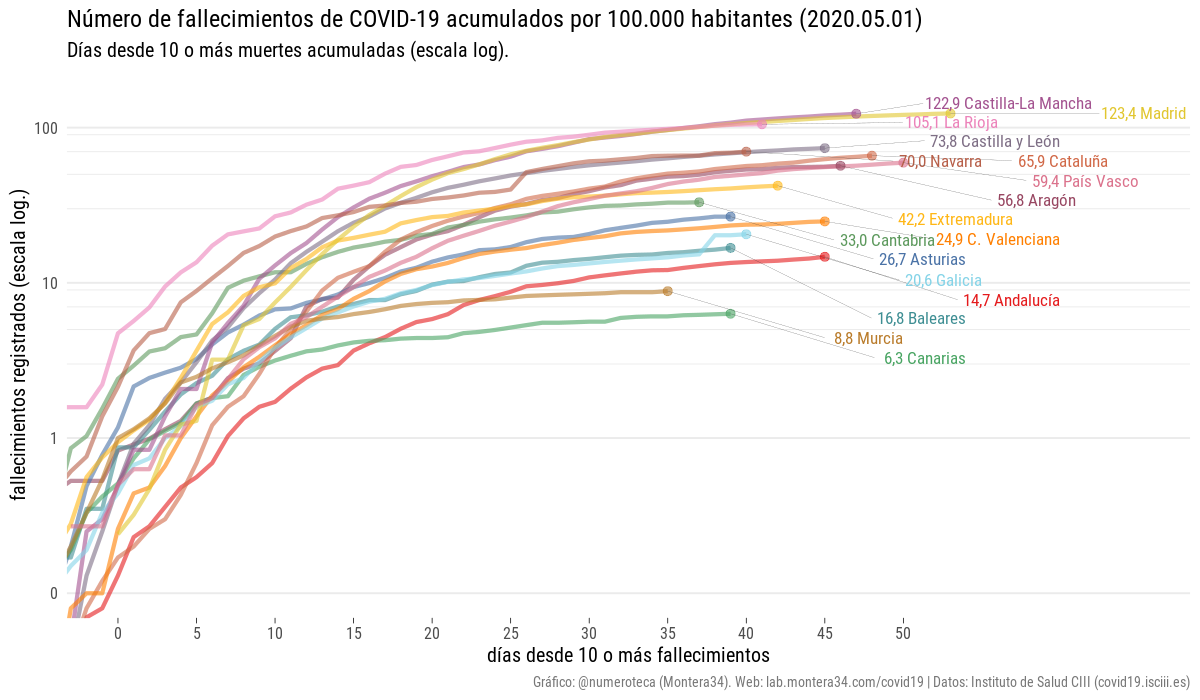 Número de fallecimientos de COVID-19 acumulados por 100.000 habitantes (2020.05.01)
Días desde 10 o más muertes acumuladas (escala log).
fallecimientos registrados (escala log.)
100
10
1
0
122,9 Castilla-La Mancha
123,4 Madrid
105,1 La Rioja
73,8 Castilla y León
70,0 Navarra
65,9 Cataluña
59,4 País Vasco
56,8 Aragón
42,2 Extremadura
33,0 Cantabria
24,9 C. Valenciana
26,7 Asturias
20,6 Galicia
14,7 Andalucía
16,8 Baleares
8,8 Murcia
6,3 Canarias
0 5 10 15 20 25 30 35 40 45 50
días desde 10 o más fallecimientos
Gráfico: @numeroteca (Montera34). Web: lab.montera34.com/covid19 | Datos: Instituto de Salud CIII (covid19.isciii.es)